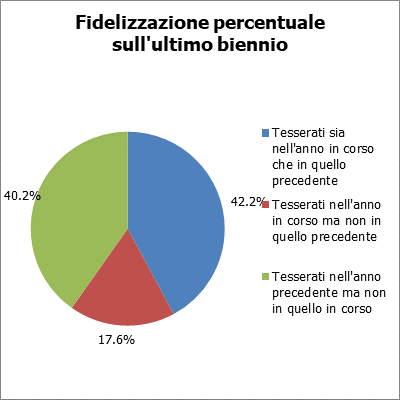 Fidelizzazione percentuale
sull'ultimo biennio
40.2%
42.2%
17.6%
Tesserati sia
nell'anno in corso
che in quello
precedente
Tesserati nell'anno
in corso ma non in
quello precedente
Tesserati nell'anno
precedente ma non
in quello in corso